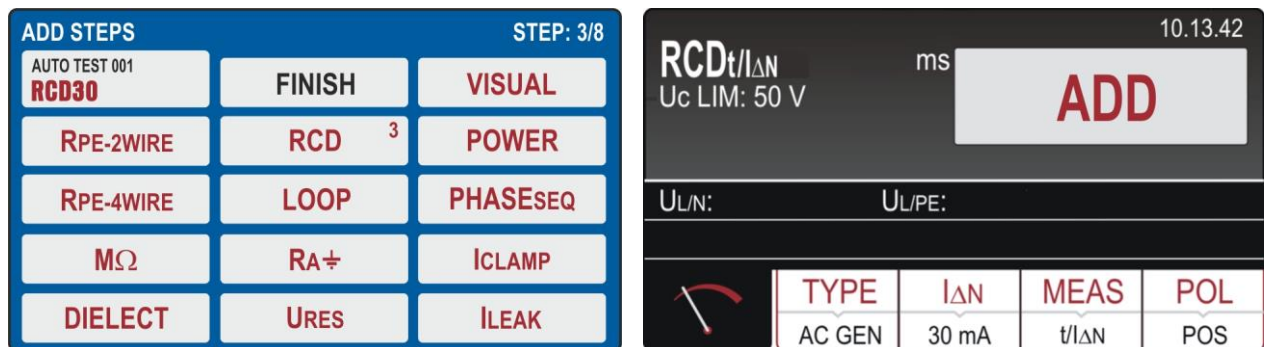 ADD STEPS STEP: 3/8
AUTO TEST 001
RCD30 FINISH VISUAL
RPE-2WIRE RCD 3 POWER
RPE-4WIRE LOOP PHASESEQ
MΩ RA⏚ ICLAMP
DIELECT URES ILEAK
10.13.42
RCDt/IΔN ms ADD
Uc LIM: 50 V
UL/N: UL/PE:
TYPE IΔN MEAS POL
AC GEN 30 mA t/IΔN POS